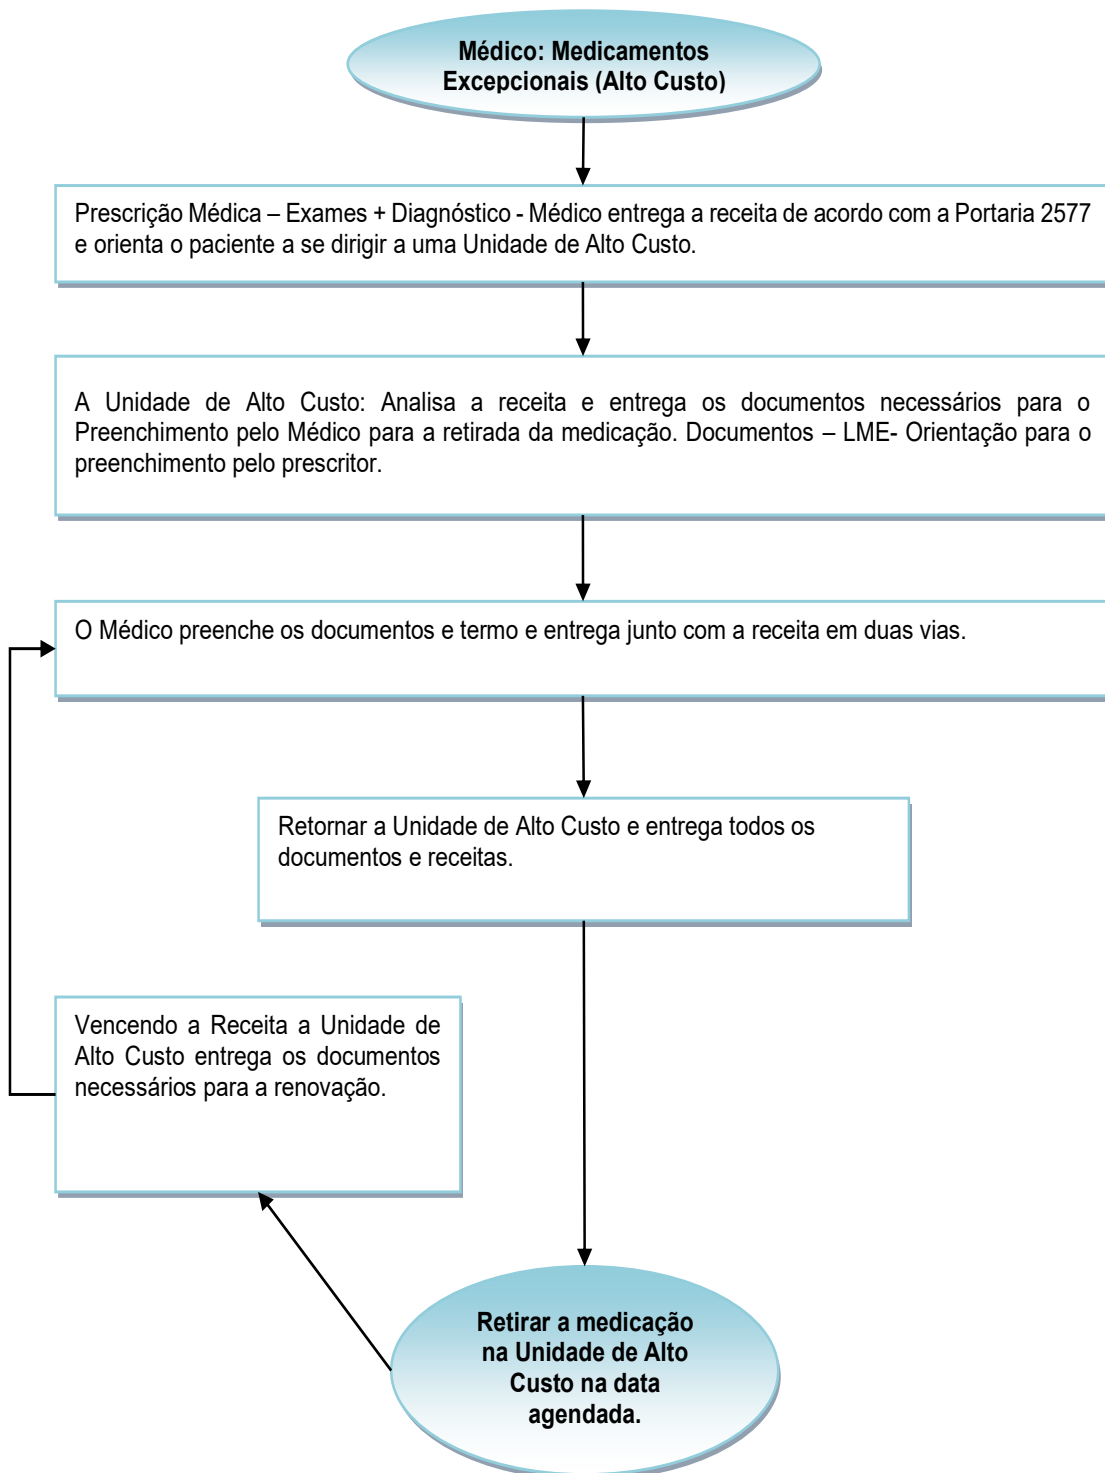 Médico: Medicamentos
Excepcionais (Alto Custo)
Prescrição Médica – Exames + Diagnóstico - Médico entrega a receita de acordo com a Portaria 2577
e orienta o paciente a se dirigir a uma Unidade de Alto Custo.
A Unidade de Alto Custo: Analisa a receita e entrega os documentos necessários para o
Preenchimento pelo Médico para a retirada da medicação. Documentos – LME- Orientação para o
preenchimento pelo prescritor.
O Médico preenche os documentos e termo e entrega junto com a receita em duas vias.
Retornar a Unidade de Alto Custo e entrega todos os
documentos e receitas.
Vencendo a Receita a Unidade de
Alto Custo entrega os documentos
necessários para a renovação.
Retirar a medicação
na Unidade de Alto
Custo na data
agendada.